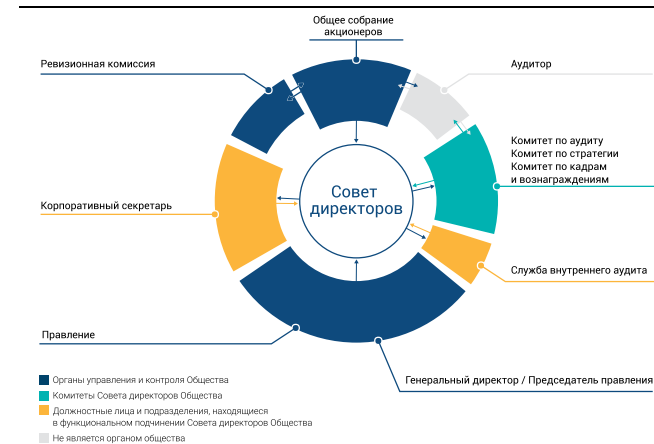 Общее собрание
акционеров
Ревизионная комиссия
Аудитор
Комитет по аудиту
Комитет по стратегии
Комитет по кадрам
и вознаграждениям
Совет
директоров
Корпоративный секретарь
Служба внутреннего аудита
Правление
Генеральный директор / Председатель правления
Органы управления и контроля Общества
Комитеты Совета директоров Общества
Должностные лица и подразделения, находящиеся
в функциональном подчинении Совета директоров Общества
Не является органом общества